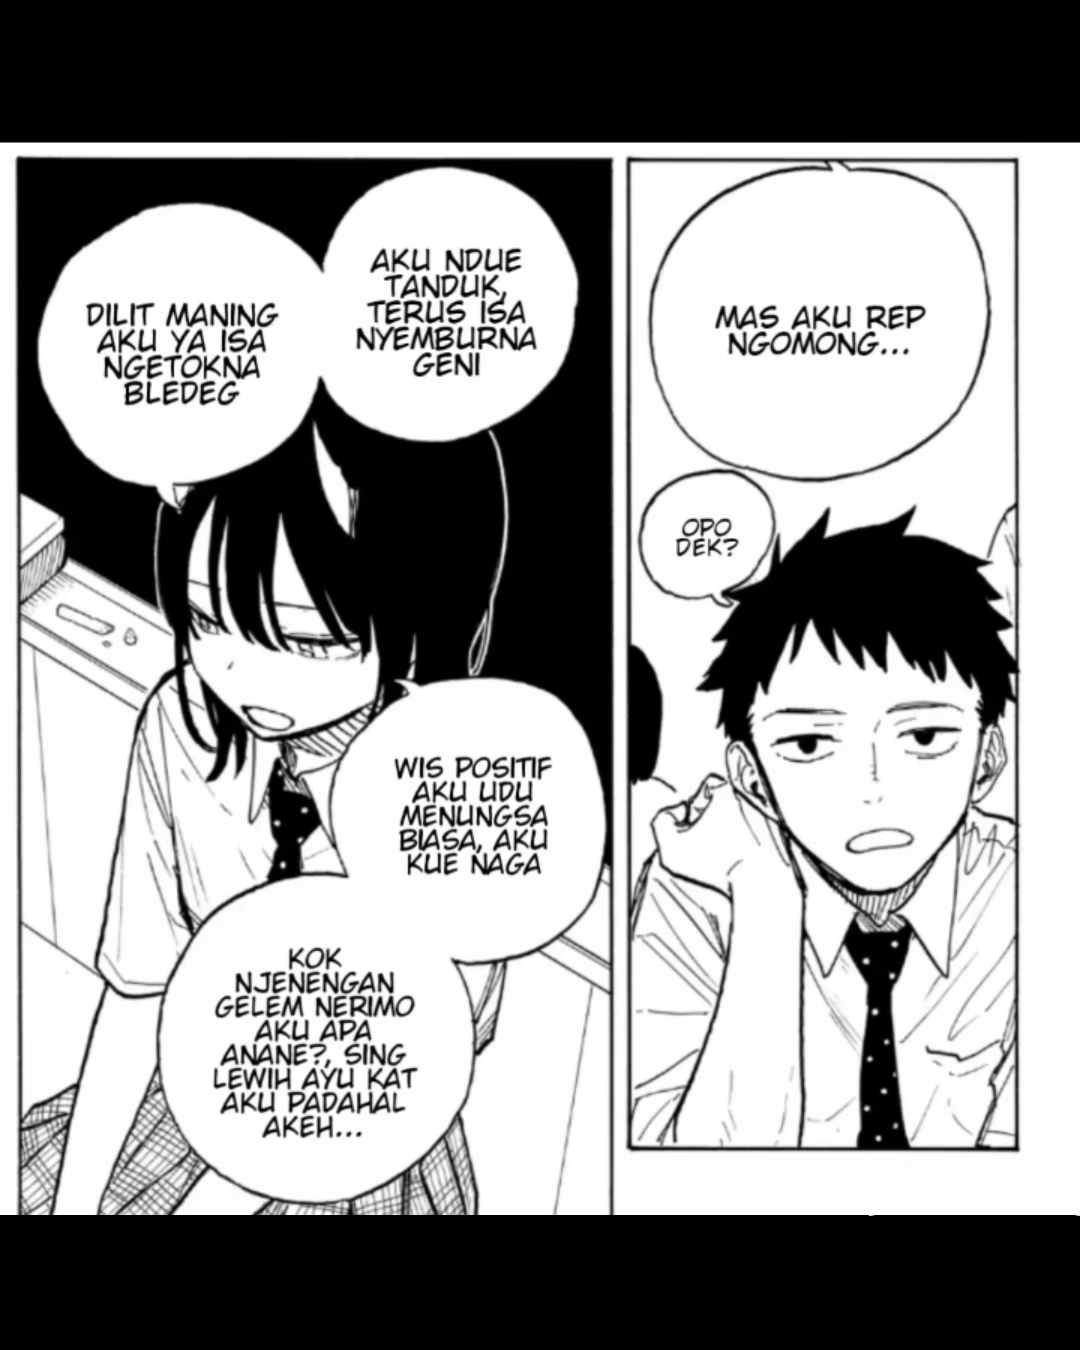 MAS AKU REP
NGOMONG...
OPO
DEK?
AKU NDUE
TANDUK,
TERUS ISA
NYEMBURNA
GENI
DILIT MANING
AKU YA ISA
NGETOKNA
BLEDEG
WIS POSITIF
AKU UDU
MENUNGSA
BIASA, AKU
KUE NAGA
KOK
NJENENGAN
GELEM NERIMO
AKU APA
ANANE?, SING
LEWIH AYU KAT
AKU PADAHAL
AKEH...